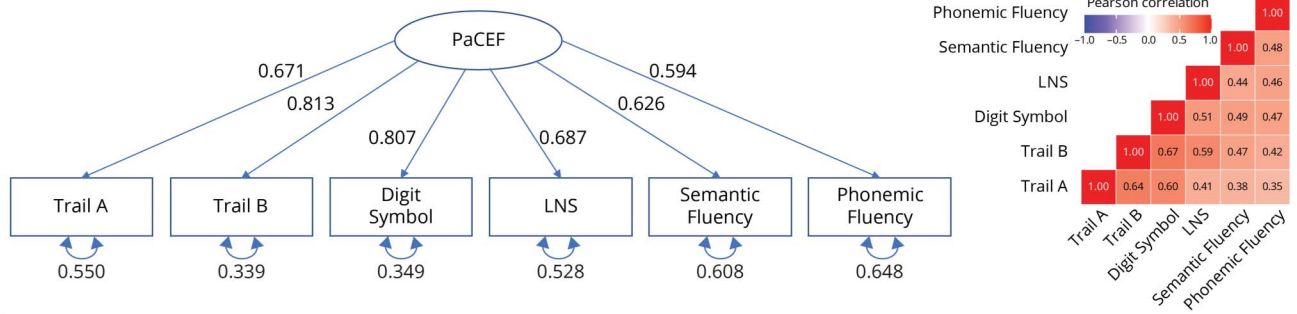 PaCEF
0.671
0.813
0.807
0.687
0.626
0.594
Trail A
Trail B
Digit
Symbol
LNS
Semantic
Fluency
Phonemic
Fluency
0.550
0.339
0.349
0.528
0.608
0.648
Pearson correlation
−1.0 −0.5 0.0 0.5 1.0
Phonemic Fluency 1.00
Semantic Fluency 1.00 0.48
LNS 1.00 0.44 0.46
Digit Symbol 1.00 0.51 0.49 0.47
Trail B 1.00 0.67 0.59 0.47 0.42
Trail A 1.00 0.64 0.60 0.41 0.38 0.35
Trail A
Trail B
Digit Symbol
LNS
Semantic Fluency
Phonemic Fluency